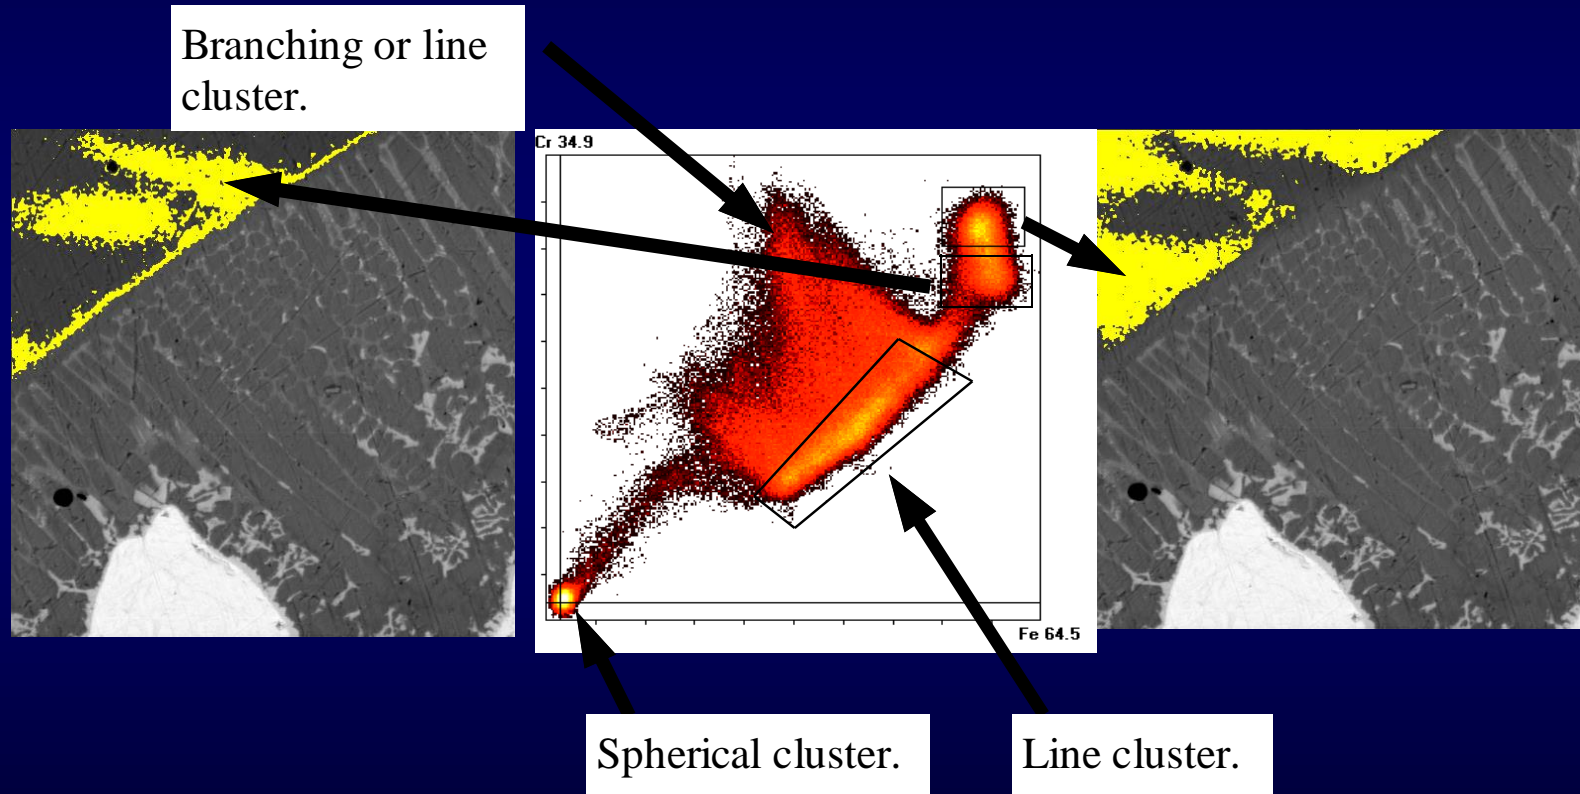 Branching or line
cluster.
Cr 34.9
Fe 64.5
Spherical cluster.
Line cluster.